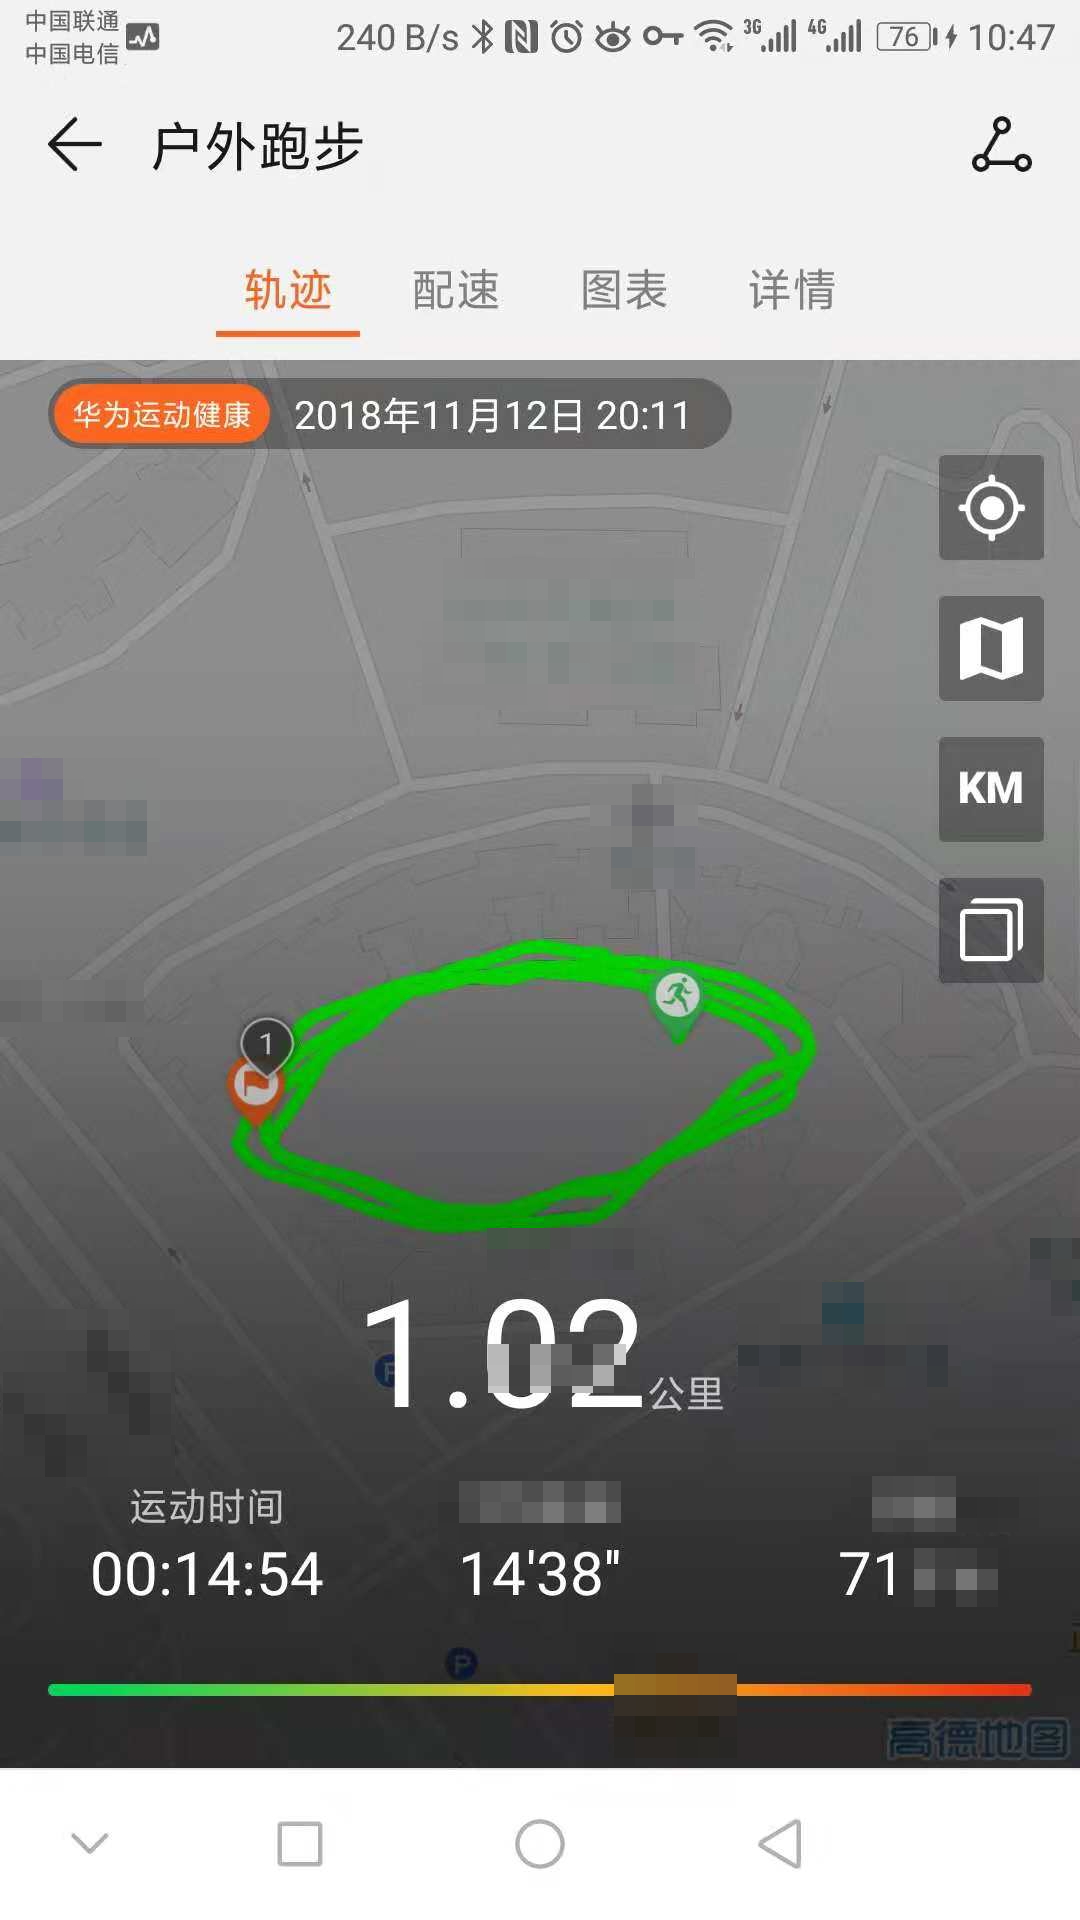 中国联通
中国电信
240 B/s 3G 4G 76 10:47
户外跑步
轨迹 配速 图表 详情
华为运动健康 2018年11月12日 20:11
KM
1
1.02公里
P
运动时间
00:14:54 14'38" 71
P
高德地图